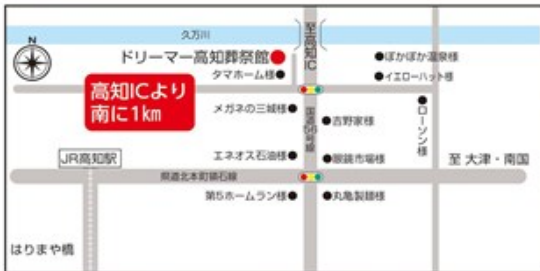 久万川
至高知IC
ドリーマー高知葬祭館
タマホーム様
ぽかぽか温泉様
イエローハット様
高知ICより
南に1km
メガネの三城様
国道56号線
吉野家様
ローソン様
JR高知駅
エネオス石油様
眼鏡市場様
至 大津・南国
県道北本町領石線
第5ホームラン様
丸亀製麺様
はりまや橋